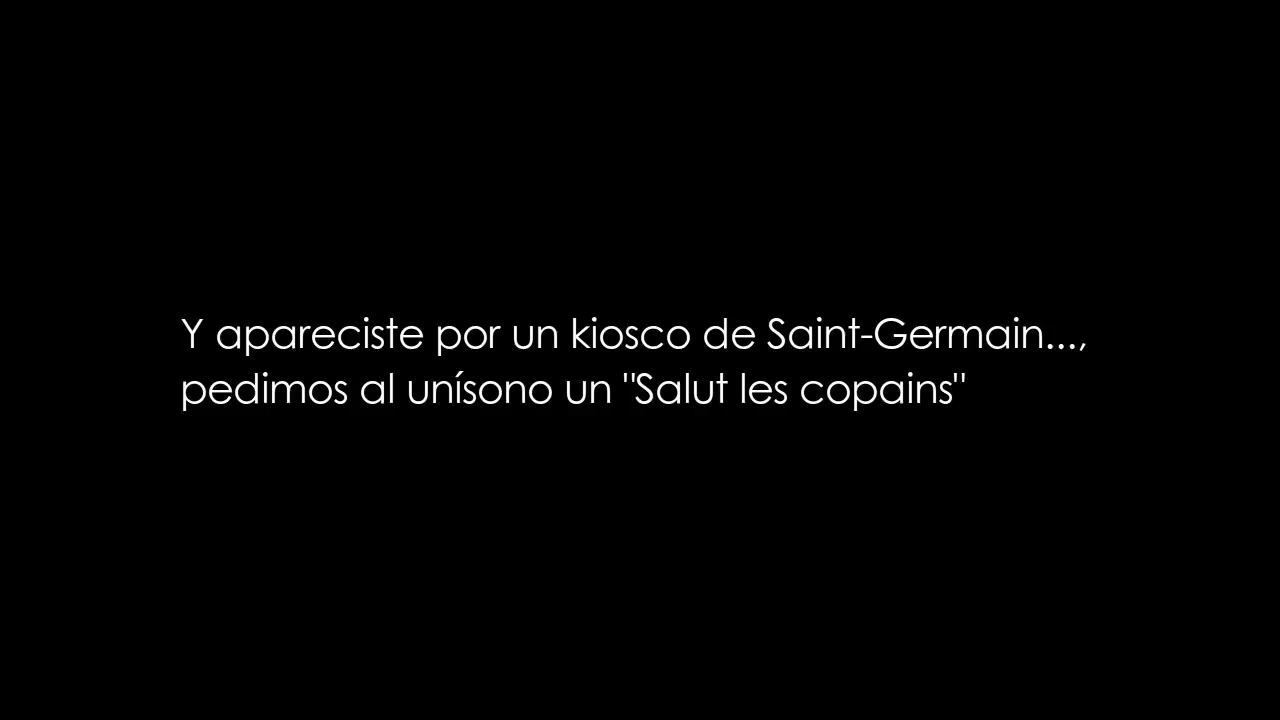 Y apareciste por un kiosco de Saint-Germain...,
pedimos al unísono un "Salut les copains"